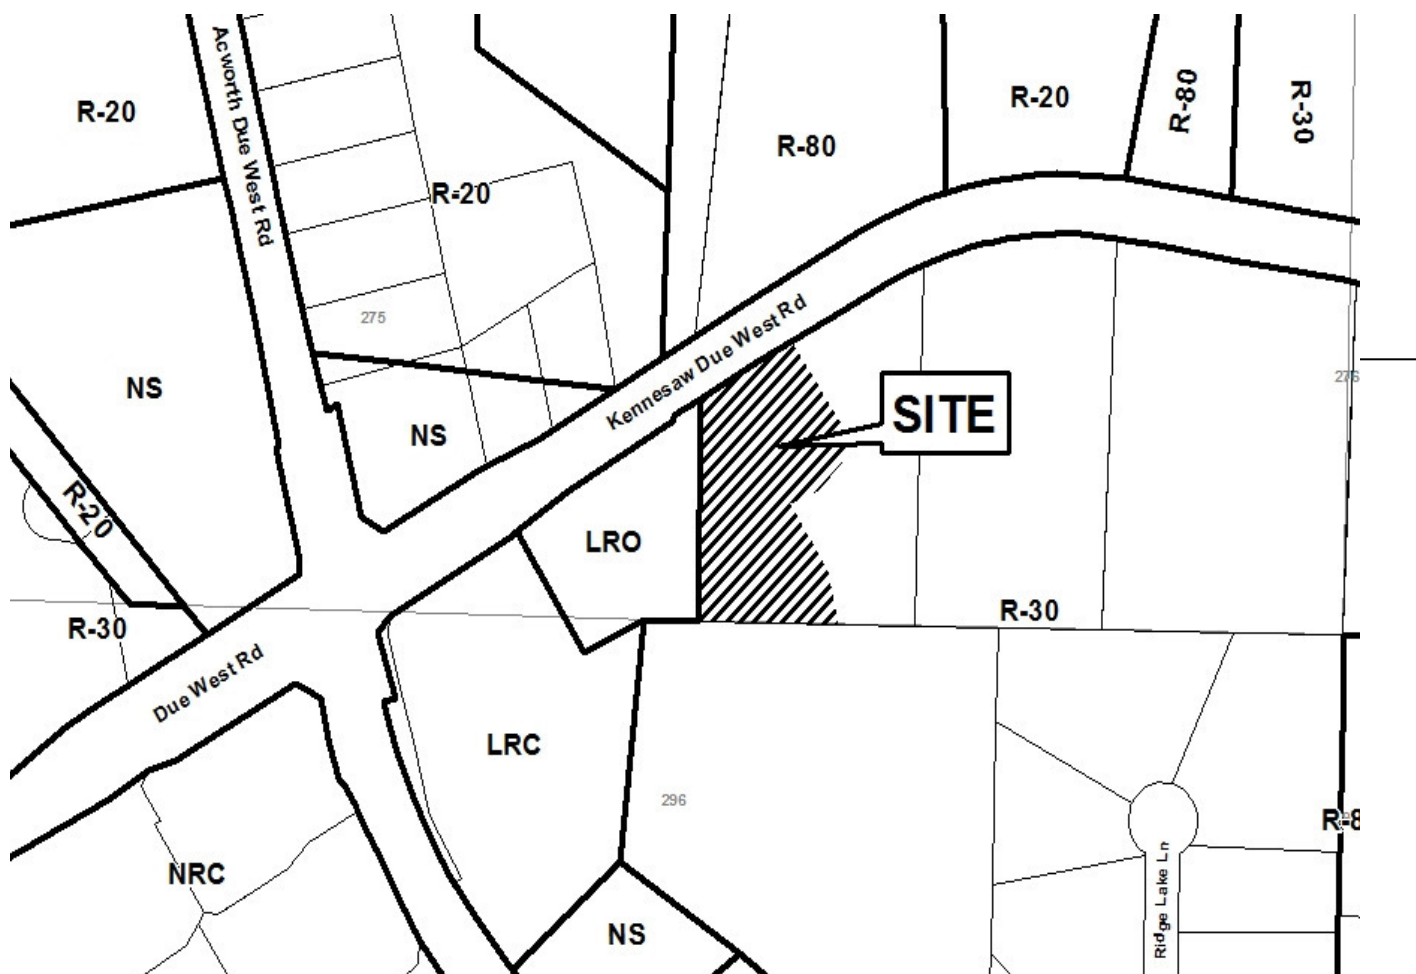 Acworth Due West Rd
R-20
R-20
R-80
R-20
R-80
R-30
275
NS
NS
Kennesaw Due West Rd
SITE
276
R-20
LRO
R-30
R-30
Due West Rd
LRC
296
R-8
NRC
NS
Ridge Lake Ln